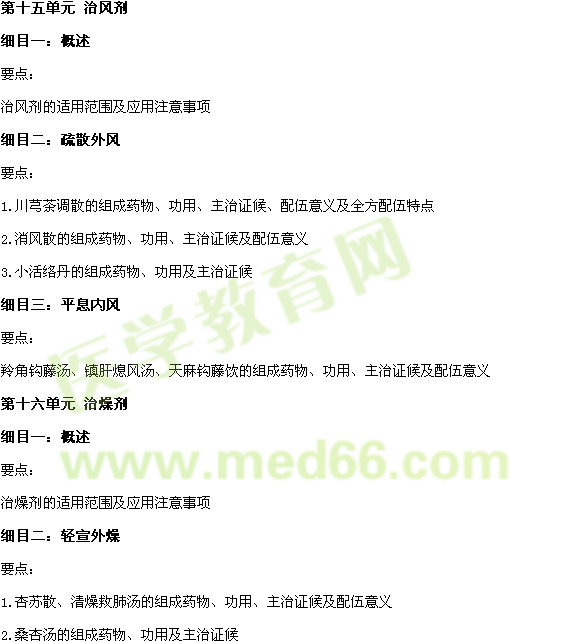 第十五单元 治风剂
细目一：概述
要点：
治风剂的适用范围及应用注意事项
细目二：疏散外风
要点：
1.川芎茶调散的组成药物、功用、主治证候、配伍意义及全方配伍特点
2.消风散的组成药物、功用、主治证候及配伍意义
3.小活络丹的组成药物、功用及主治证候
细目三：平息内风
要点：
羚角钩藤汤、镇肝熄风汤、天麻钩藤饮的组成药物、功用、主治证候及配伍意义
第十六单元 治燥剂
细目一：概述
要点：
治燥剂的适用范围及应用注意事项
细目二：轻宣外燥
要点：
1.杏苏散、清燥救肺汤的组成药物、功用、主治证候及配伍意义
2.桑杏汤的组成药物、功用及主治证候
医学教育网
www.med66.com